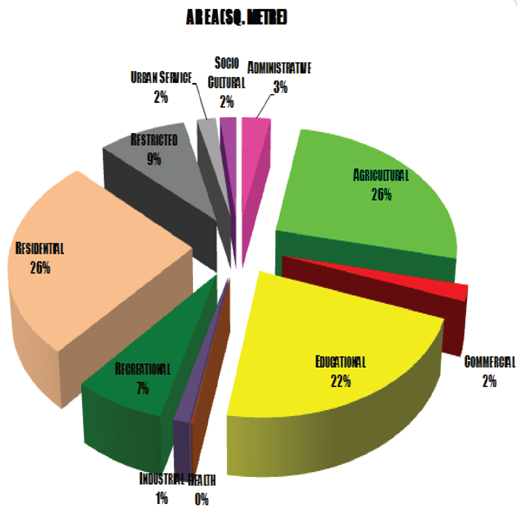 AREA(SQ. METRE)
ADMINISTRATIVE
3%
AGRICULTURAL
26%
COMMERCIAL
2%
EDUCATIONAL
22%
HEALTH
0%
INDUSTRIAL
1%
RECREATIONAL
7%
RESIDENTIAL
26%
RESTRICTED
9%
URBAN SERVICE
2%
SOCIO
CULTURAL
2%